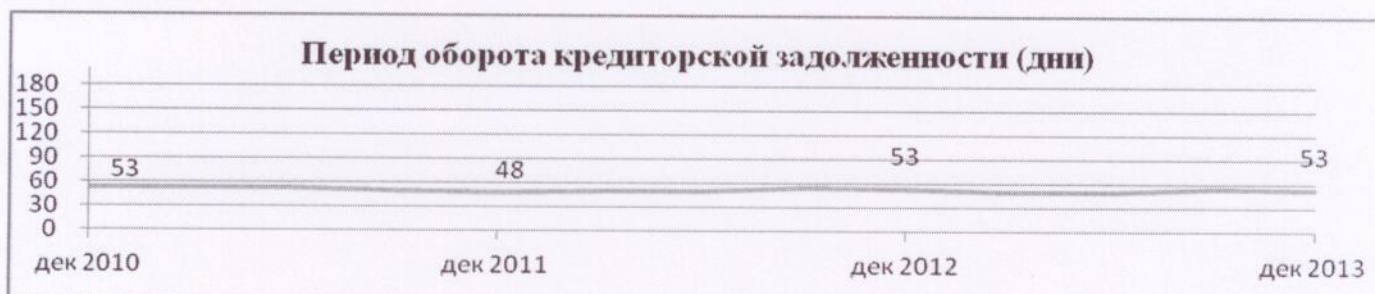 Период оборота кредиторской задолженности (дни)
180
150
120
90
60
30
0
53
48
53
53
дек 2010
дек 2011
дек 2012
дек 2013